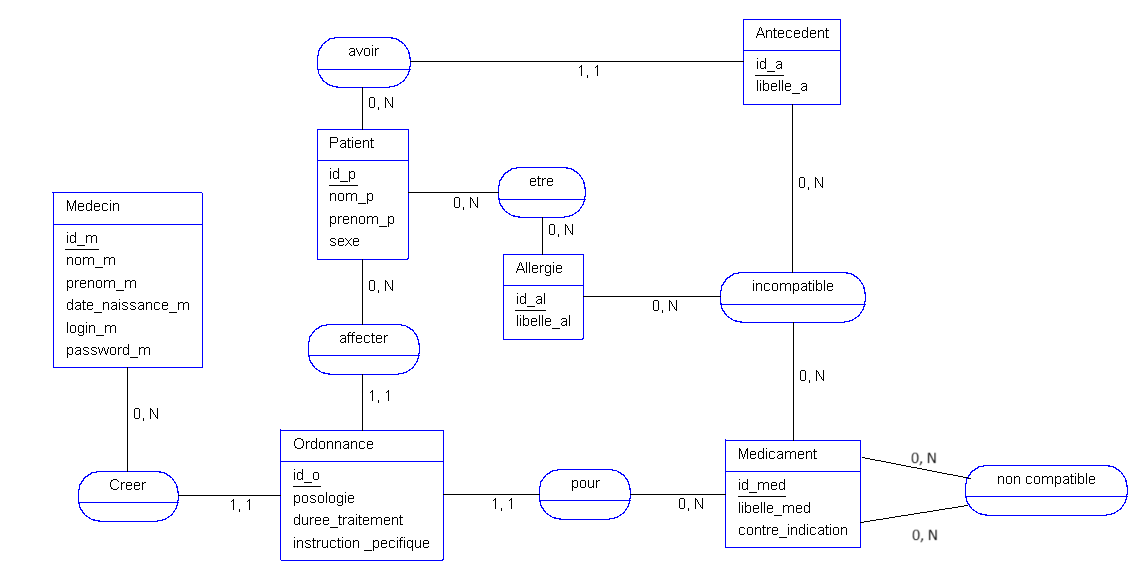 Antecedent
id_a
libelle_a
avoir
1, 1
0, N
Patient
id_p
nom_p
prenom_p
sexe
etre
0, N
0, N
0, N
Medecin
id_m
nom_m
prenom_m
date_naissance_m
login_m
password_m
Allergie
id_al
libelle_al
0, N
incompatible
0, N
affecter
0, N
1, 1
0, N
Ordonnance
id_o
posologie
duree_traitement
instruction _pecifique
Creer
1, 1
1, 1
pour
0, N
Medicament
id_med
libelle_med
contre_indication
0, N
non compatible
0, N